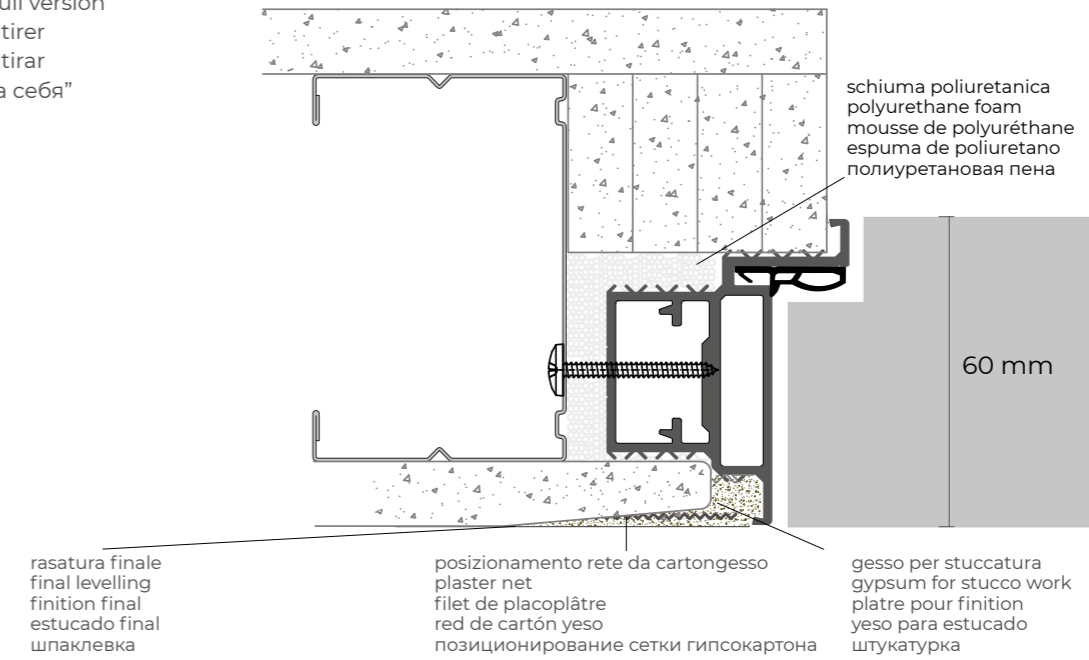 version
tirer
tirar
себя”
schiuma poliuretanica
polyurethane foam
mousse de polyuréthane
espuma de poliuretano
полиуретановая пена
60 mm
rasatura finale
final levelling
finition final
estucado final
шпаклевка
posizionamento rete da cartongesso
plaster net
filet de placoplâtre
red de cartón yeso
позиционирование сетки гипсокартона
gesso per stuccatura
gypsum for stucco work
platre pour finition
yeso para estucado
штукатурка